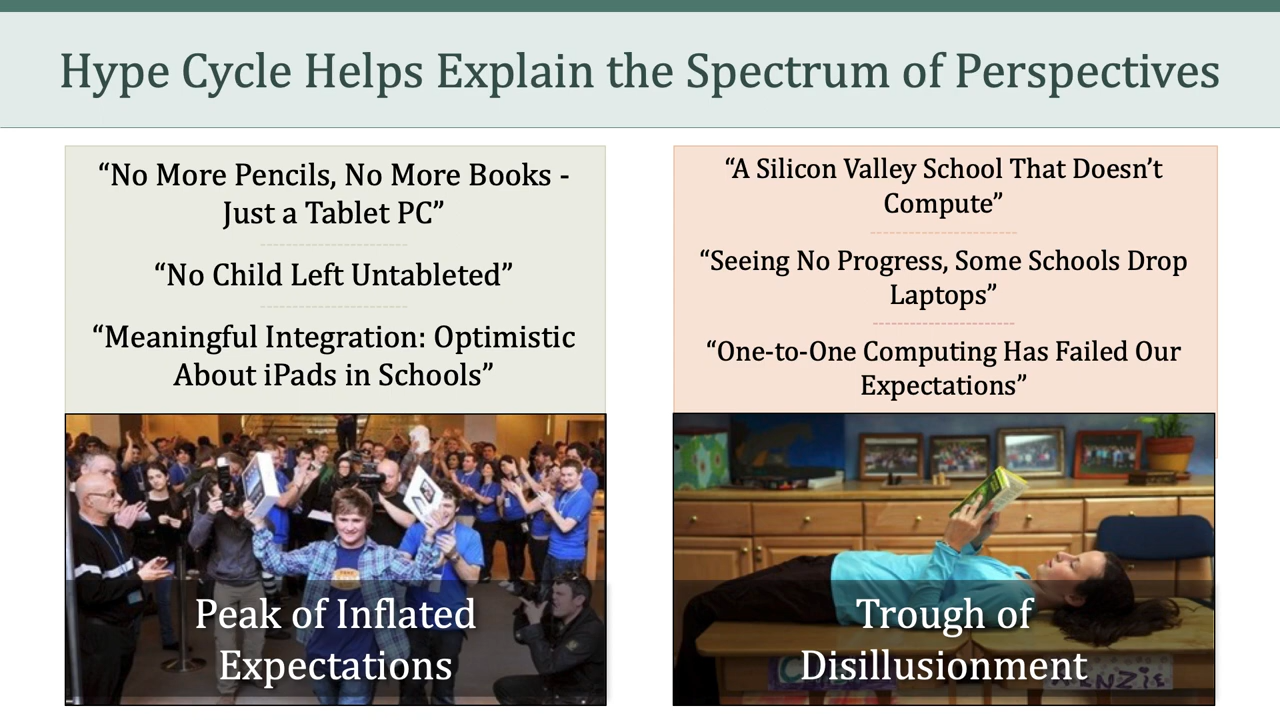 Hype Cycle Helps Explain the Spectrum of Perspectives
“No More Pencils, No More Books -
Just a Tablet PC”
“No Child Left Untableted”
“Meaningful Integration: Optimistic
About iPads in Schools”
Peak of Inflated
Expectations
“A Silicon Valley School That Doesn’t
Compute”
“Seeing No Progress, Some Schools Drop
Laptops”
“One-to-One Computing Has Failed Our
Expectations”
Trough of
Disillusionment